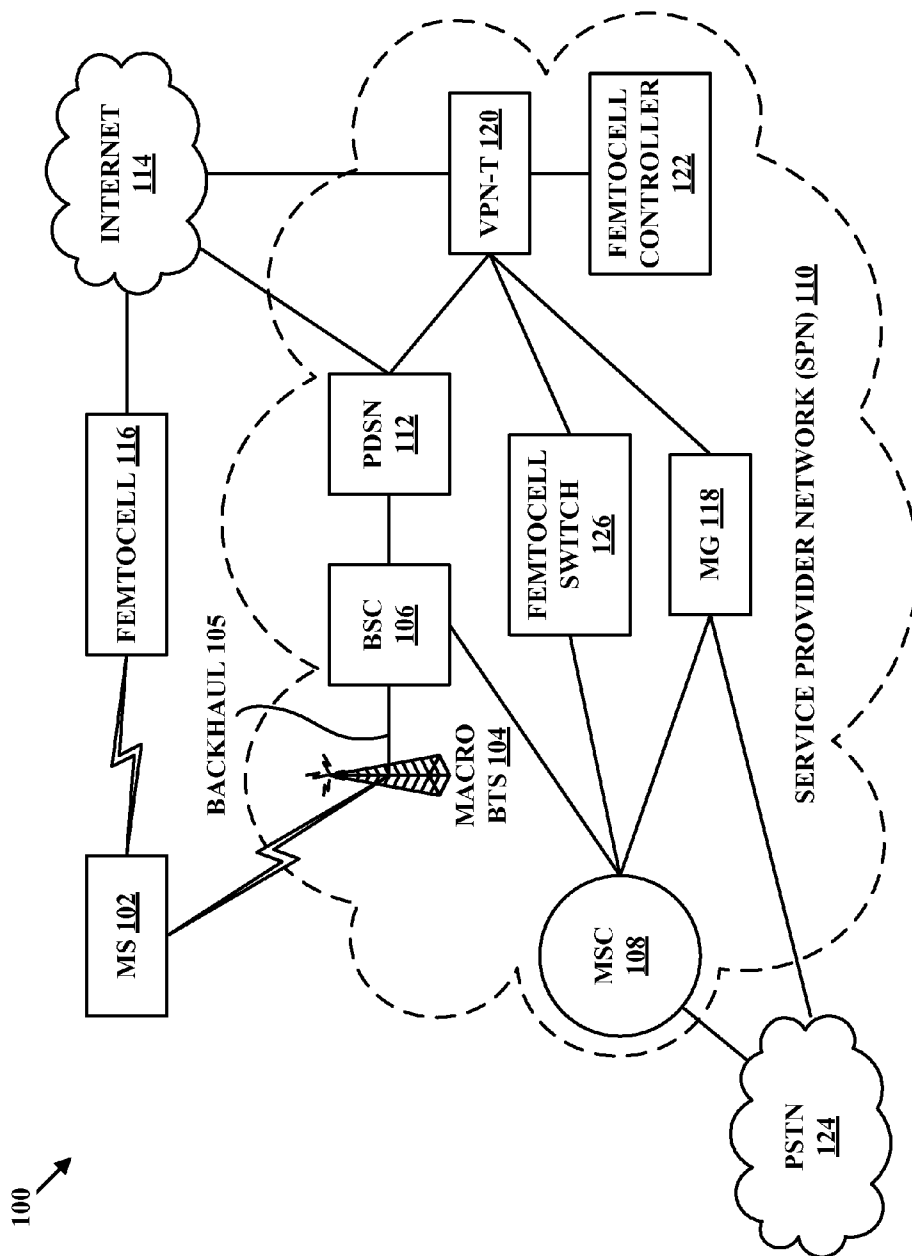 100
MS 102
FEMTOCELL 116
INTERNET
114
BACKHAUL 105
MACRO
BTS 104
BSC
106
PDSN
112
VPN-T 120
FEMTOCELL
CONTROLLER
122
FEMTOCELL
SWITCH
126
MSC
108
MG 118
PSTN
124
SERVICE PROVIDER NETWORK (SPN) 110